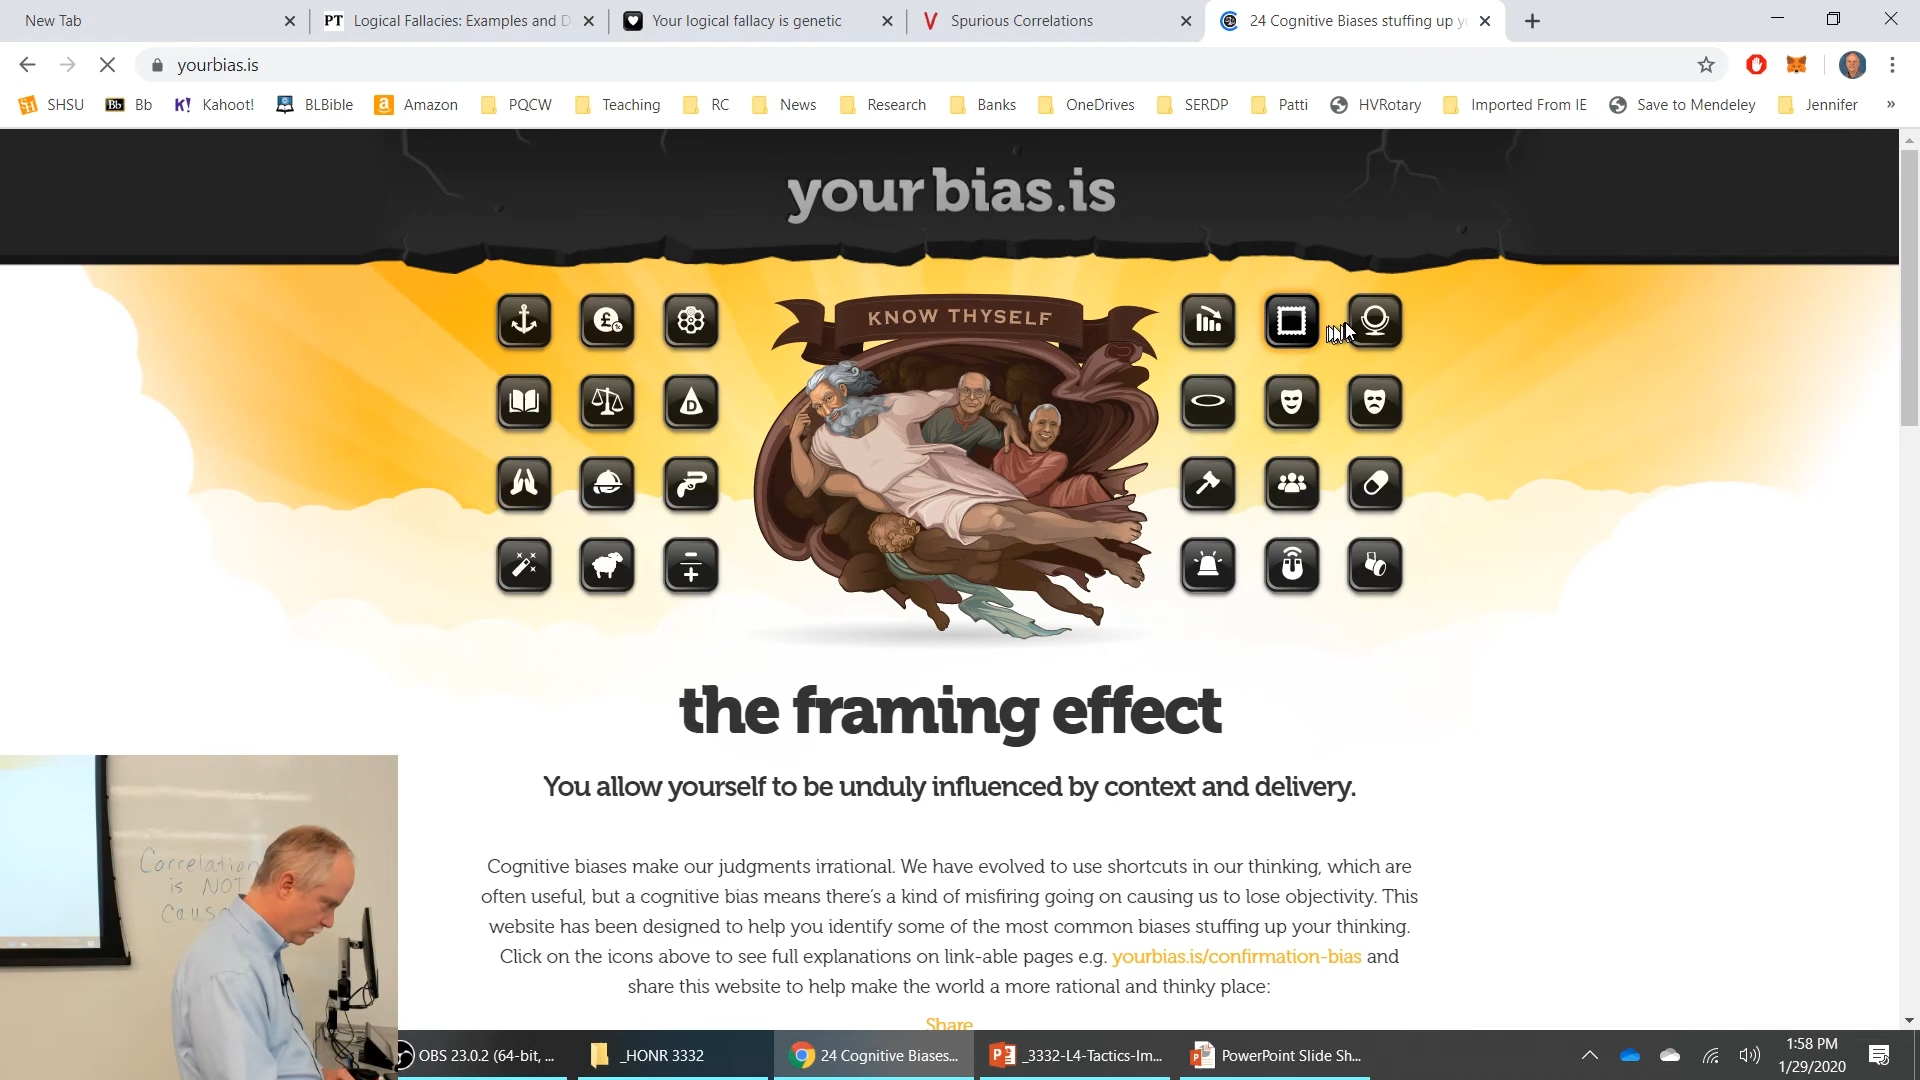 New Tab
PT Logical Fallacies: Examples and D
Your logical fallacy is genetic
Spurious Correlations
24 Cognitive Biases stuffing up y
yourbias.is
SHSU
Bb Bb
K! Kahoot!
BLBible
a Amazon
PQCW
Teaching
RC
News
Research
Banks
OneDrives
SERDP
Patti
HVRotary
Imported From IE
Save to Mendeley
Jennifer
»
yourbias.is
KNOW THYSELF
D
the framing effect
You allow yourself to be unduly influenced by context and delivery.
Cognitive biases make our judgments irrational. We have evolved to use shortcuts in our thinking, which are
often useful, but a cognitive bias means there's a kind of misfiring going on causing us to lose objectivity. This
website has been designed to help you identify some of the most common biases stuffing up your thinking.
Click on the icons above to see full explanations on link-able pages e.g. yourbias.is/confirmation-bias and
share this website to help make the world a more rational and thinky place:
Share
Correlation
is NOT
Caus
OBS 23.0.2 (64-bit, ...
_HONR 3332
24 Cognitive Biases...
_3332-L4-Tactics-Im...
PowerPoint Slide Sh...
1:58 PM
1/29/2020